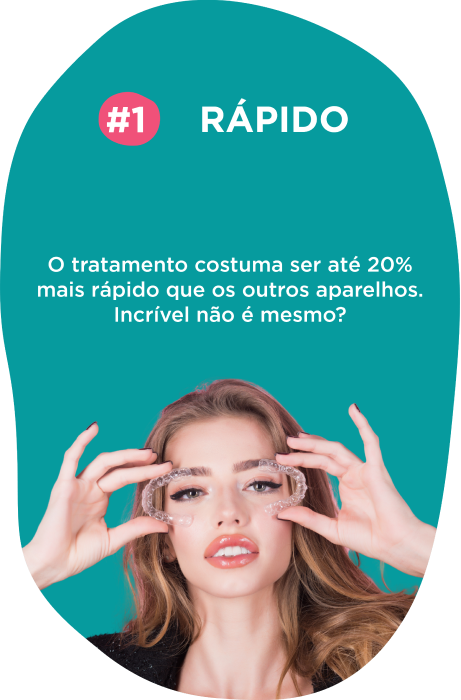 #1 RÁPIDO
O tratamento costuma ser até 20%
mais rápido que os outros aparelhos.
Incrível não é mesmo?